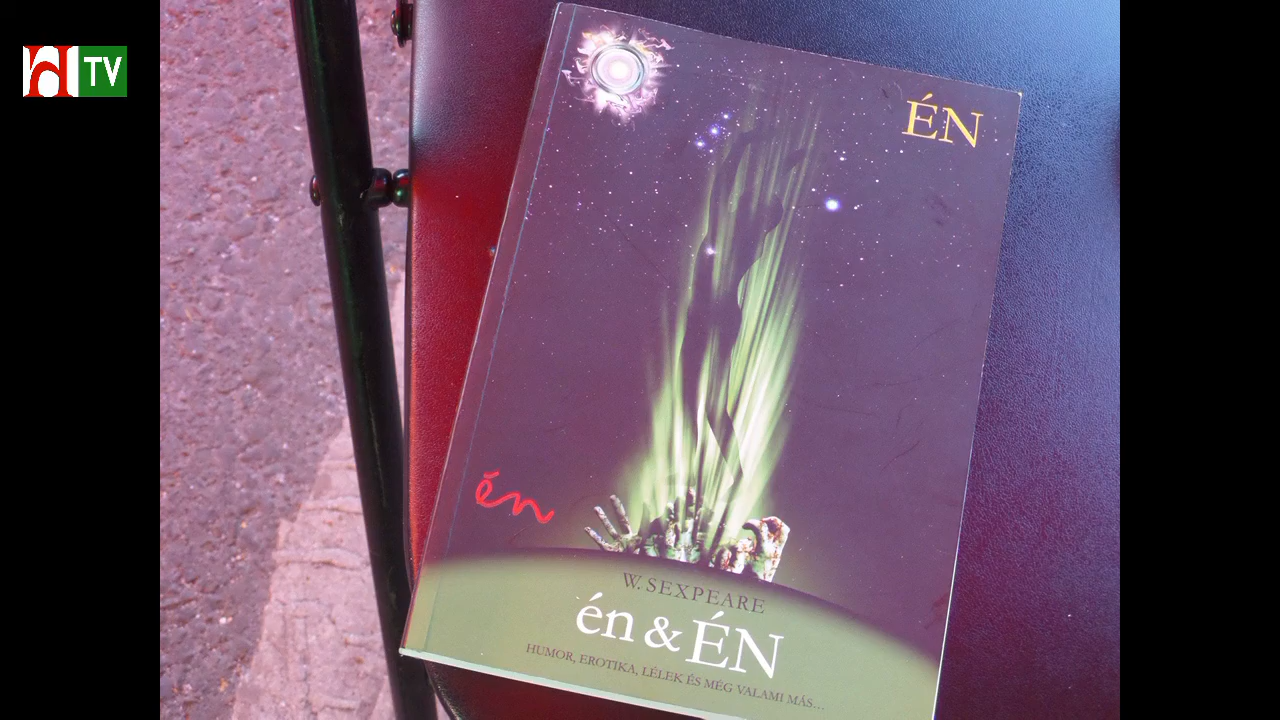 TV
ÉN
én
W. SEXPEARE
én & ÉN
HUMOR, EROTIKA, LÉLEK ÉS MÉG VALAMI MÁS...